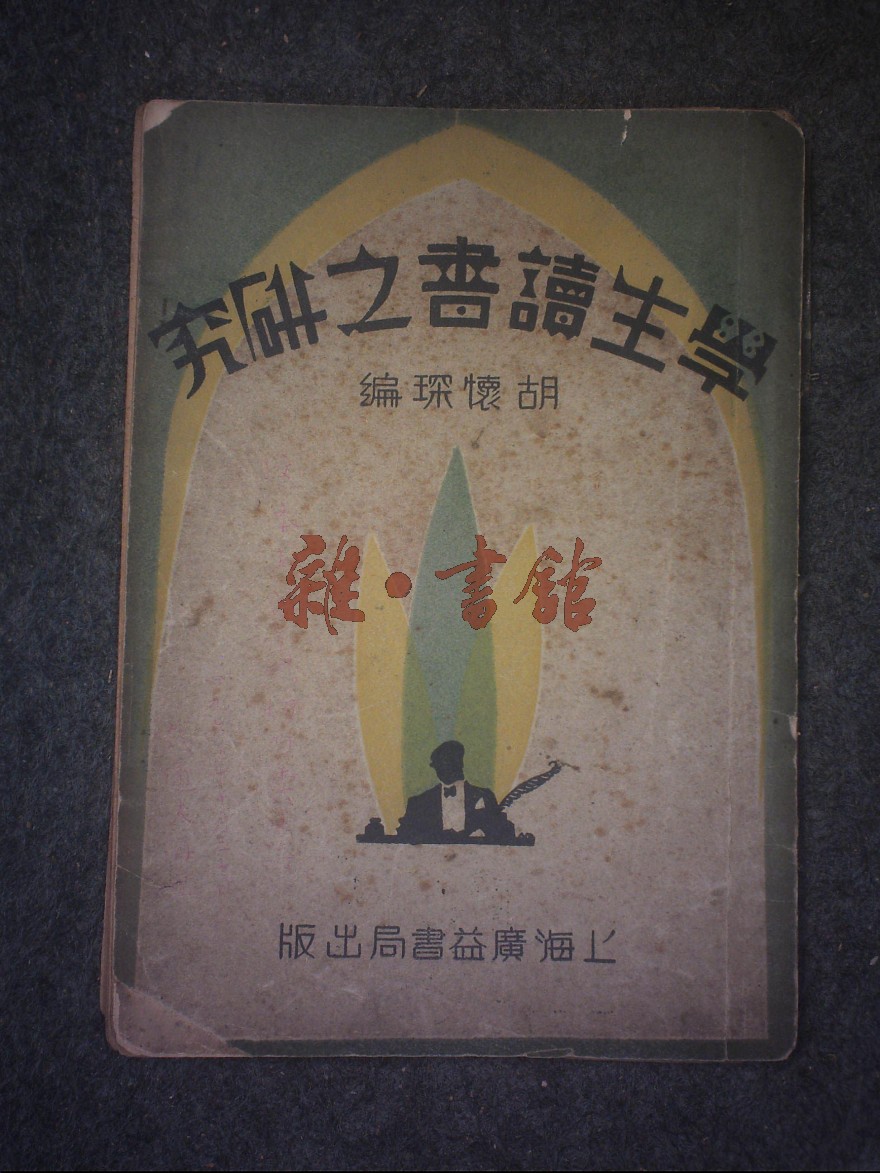 學生讀書之研究
胡懷琛編
雜·書館
上海廣益書局出版